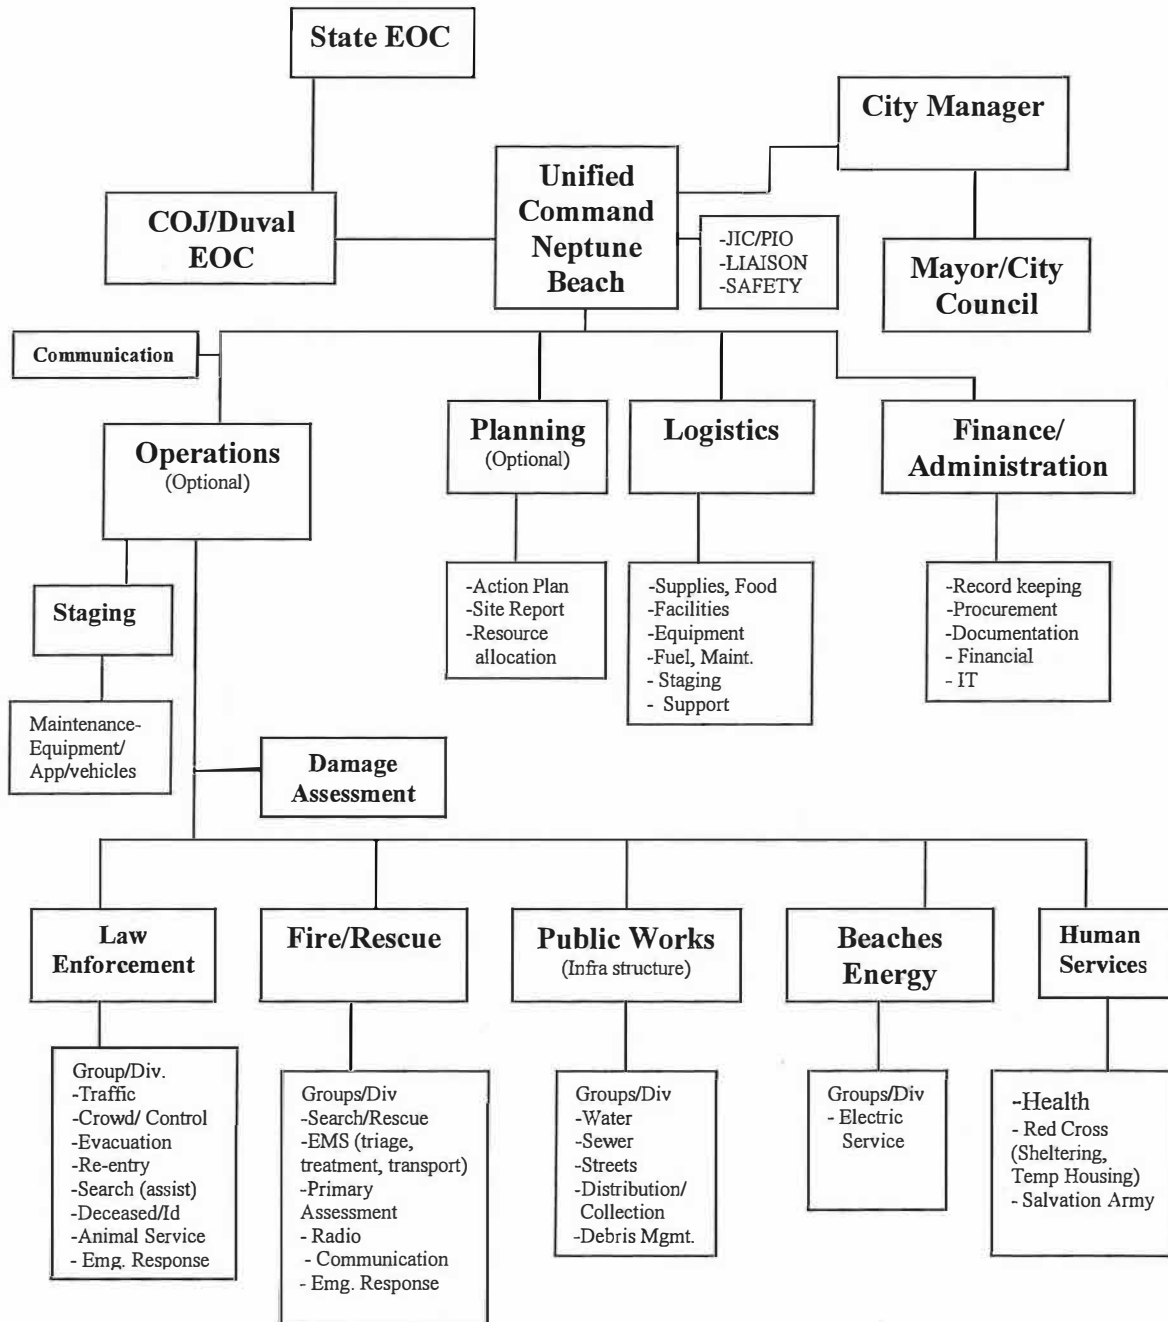 State EOC
City Manager
Unified
Command
Neptune
Beach
COJ/Duval
EOC
-JIC/PIO
-LIAISON
-SAFETY
Mayor/City
Council
Communication
Operations
(Optional)
Planning
(Optional)
Logistics
Finance/
Administration
Staging
-Action Plan
-Site Report
-Resource
allocation
-Supplies, Food
-Facilities
-Equipment
-Fuel, Maint.
- Staging
- Support
-Record keeping
-Procurement
-Documentation
- Financial
- IT
Maintenance-
Equipment/
App/vehicles
Damage
Assessment
Law
Enforcement
Fire/Rescue
Public Works
(Infra structure)
Beaches
Energy
Human
Services
Group/Div.
-Traffic
-Crowd/ Control
-Evacuation
-Re-entry
-Search (assist)
-Deceased/Id
-Animal Service
- Emg. Response
Groups/Div
-Search/Rescue
-EMS (triage,
treatment, transport)
-Primary
Assessment
- Radio
- Communication
- Emg. Response
Groups/Div
-Water
-Sewer
-Streets
-Distribution/
Collection
-Debris Mgmt.
Groups/Div
- Electric
Service
-Health
- Red Cross
(Sheltering,
Temp Housing)
- Salvation Army